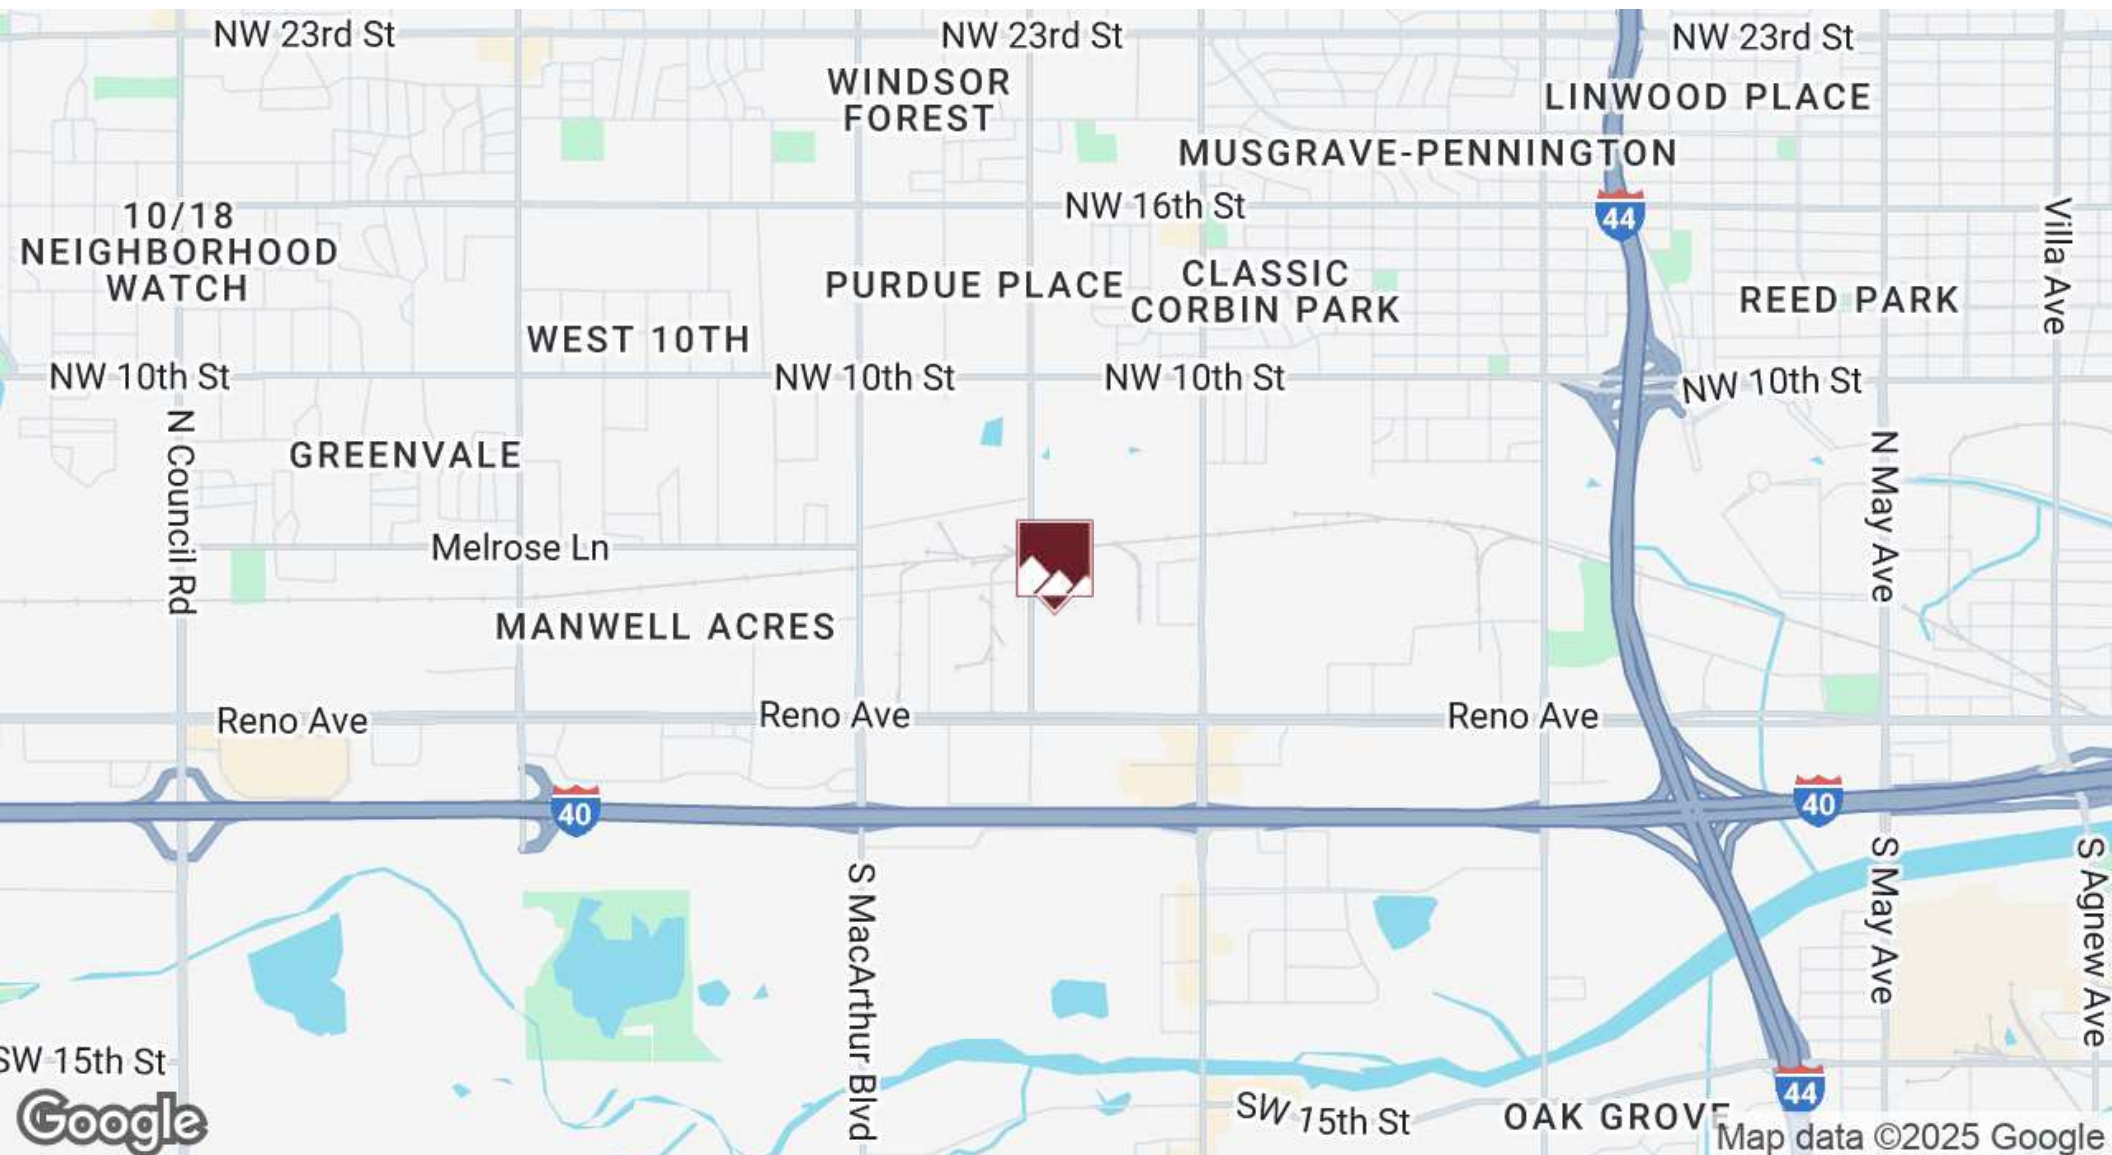 NW 23rd St
NW 23rd St
NW 23rd St
WINDSOR
FOREST
LINWOOD PLACE
MUSGRAVE-PENNINGTON
NW 16th St
44
10/18
NEIGHBORHOOD
WATCH
Villa Ave
PURDUE PLACE
CLASSIC
CORBIN PARK
REED PARK
WEST 10TH
NW 10th St
NW 10th St
NW 10th St
NW 10th St
N Council Rd
GREENVALE
N May Ave
Melrose Ln
MANWELL ACRES
Reno Ave
Reno Ave
Reno Ave
40
40
S MacArthur Blvd
S May Ave
S Agnew Ave
SW 15th St
SW 15th St
44
OAK GROVE
Google
Map data ©2025 Google